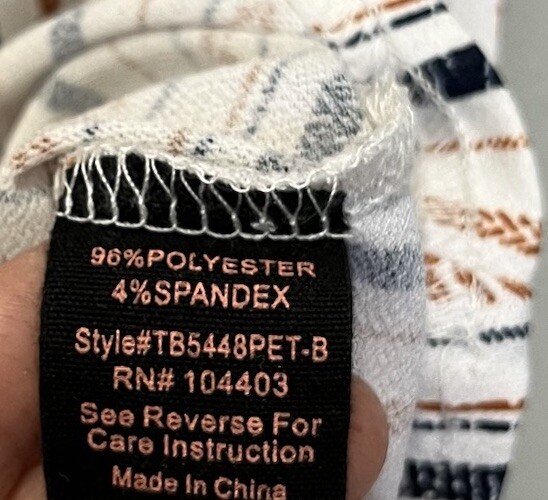 96%POLYESTER
4%SPANDEX
Style#TB5448PET-B
RN# 104403
See Reverse For
Care Instruction
Made In China